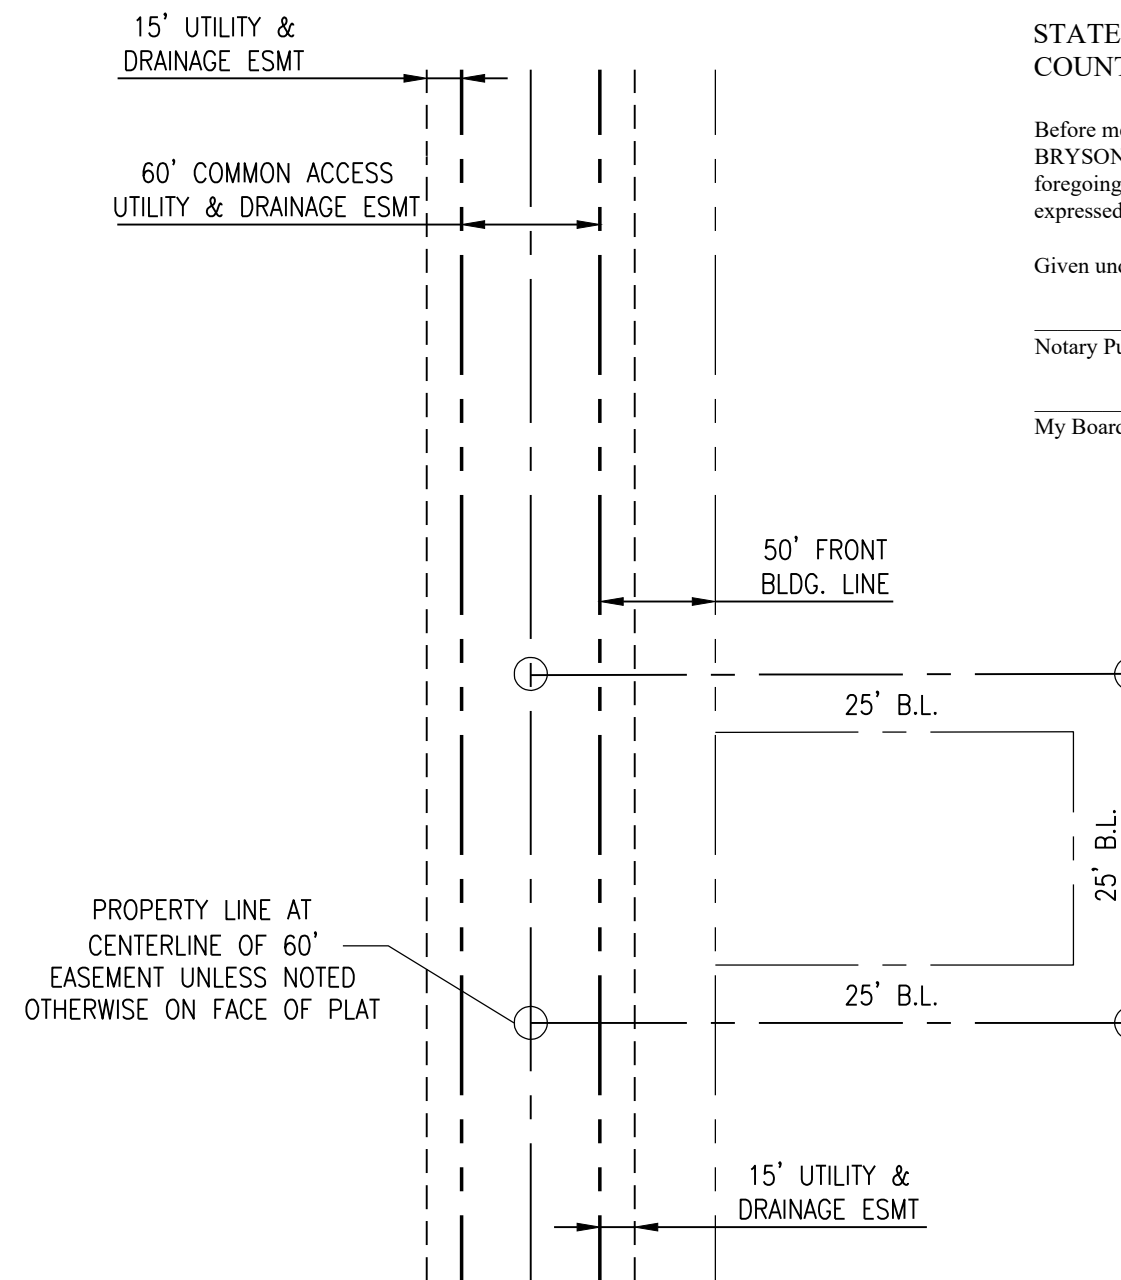 15' UTILITY &
DRAINAGE ESMT
60' COMMON ACCESS
UTILITY & DRAINAGE ESMT
50' FRONT
BLDG. LINE
25' B.L.
25' B.L.
25' B.L.
PROPERTY LINE AT
CENTERLINE OF 60'
EASEMENT UNLESS NOTED
OTHERWISE ON FACE OF PLAT
15' UTILITY &
DRAINAGE ESMT
STATE
COUNT
Before me
BRYSON
foregoing
expressed
Given und
Notary Pu
My Board